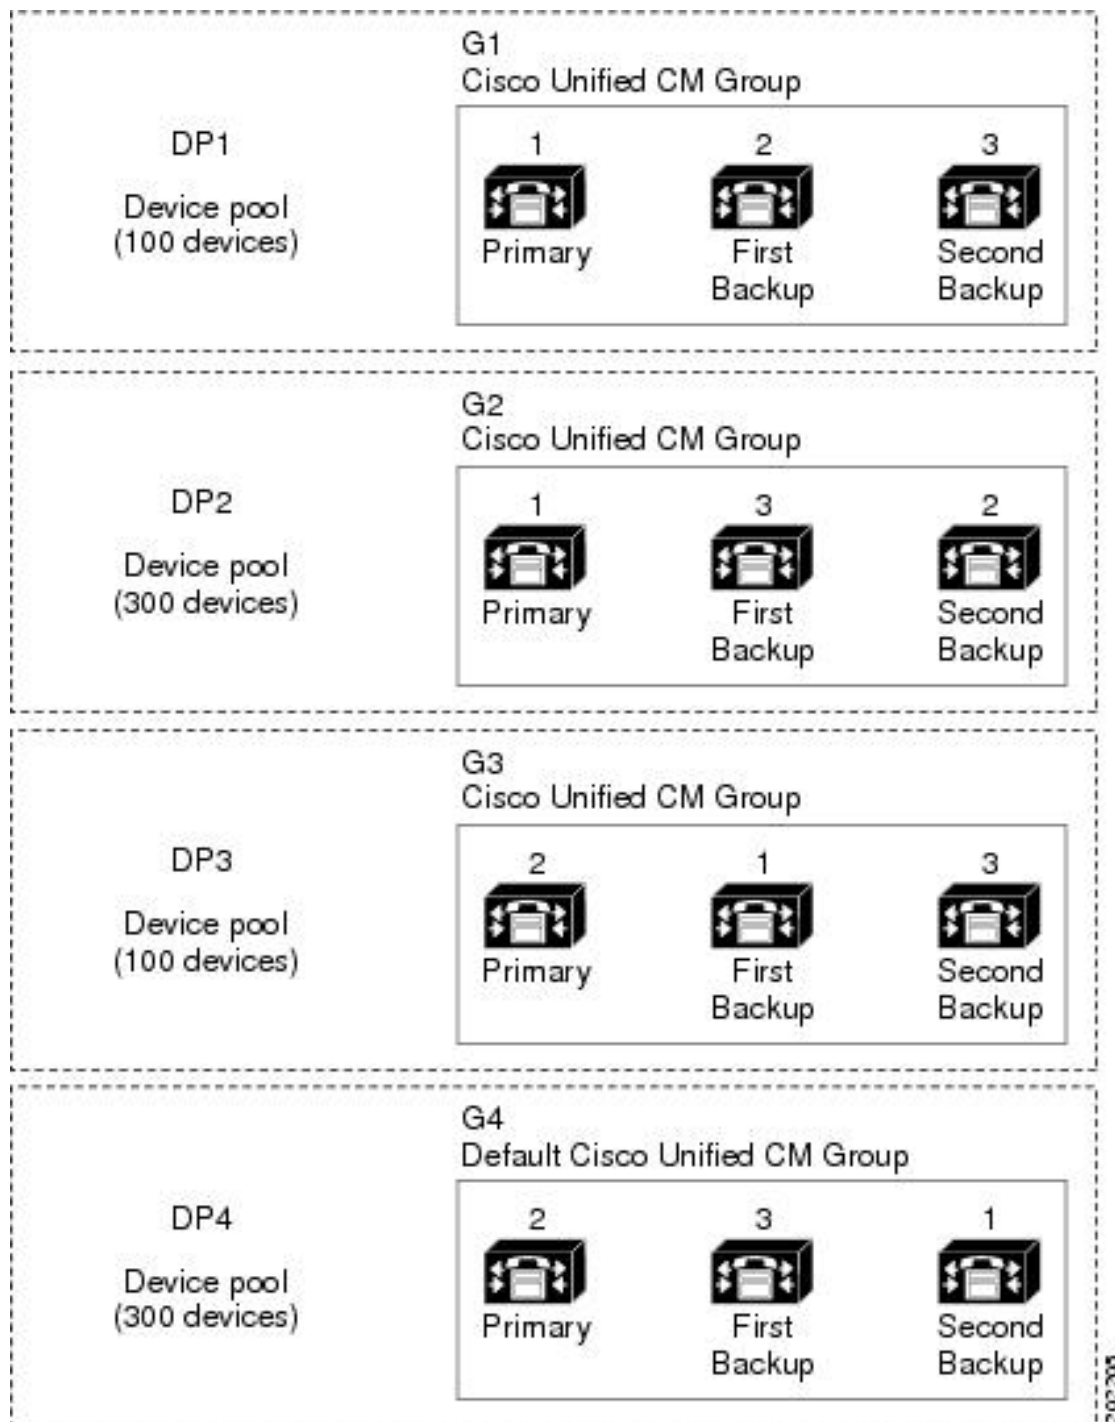 G1
Cisco Unified CM Group
DP1
Device pool
(100 devices)
1
2
3
Primary
First
Backup
Second
Backup
G2
Cisco Unified CM Group
DP2
Device pool
(300 devices)
1
3
2
Primary
First
Backup
Second
Backup
G3
Cisco Unified CM Group
DP3
Device pool
(100 devices)
2
1
3
Primary
First
Backup
Second
Backup
G4
Default Cisco Unified CM Group
DP4
Device pool
(300 devices)
2
3
1
Primary
First
Backup
Second
Backup